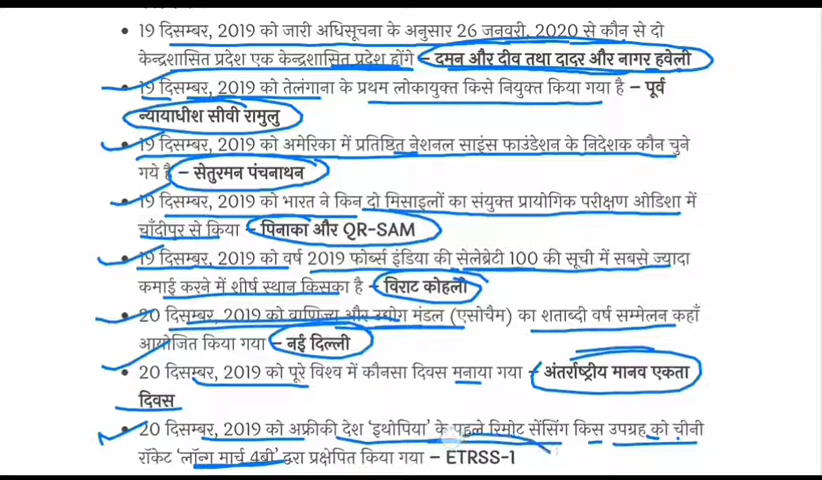 • 19 दिसम्बर, 2019 को जारी अधिसूचना के अनुसार 26 जनवरी, 2020 से कौन से दो
केन्द्रशासित प्रदेश एक केन्द्रशासित प्रदेश होंगे – दमन और दीव तथा दादर और नागर हवेली
• 19 दिसम्बर, 2019 को तेलंगाना के प्रथम लोकायुक्त किसे नियुक्त किया गया है – पूर्व
न्यायाधीश सीवी रामुलु
• 19 दिसम्बर, 2019 को अमेरिका में प्रतिष्ठित नेशनल साइंस फाउंडेशन के निदेशक कौन चुने
गये है – सेतुरमन पंचनाथन
• 19 दिसम्बर, 2019 को भारत ने किन दो मिसाइलों का संयुक्त प्रायोगिक परीक्षण ओडिशा में
चाँदीपुर से किया – पिनाका और QR-SAM
• 19 दिसम्बर, 2019 को वर्ष 2019 फोर्ब्स इंडिया की सेलेब्रेटी 100 की सूची में सबसे ज्यादा
कमाई करने में शीर्ष स्थान किसका है – विराट कोहली
• 20 दिसम्बर, 2019 को वाणिज्य और उद्योग मंडल (एसोचैम) का शताब्दी वर्ष सम्मेलन कहाँ
आयोजित किया गया – नई दिल्ली
• 20 दिसम्बर, 2019 को पूरे विश्व में कौनसा दिवस मनाया गया – अंतर्राष्ट्रीय मानव एकता
दिवस
• 20 दिसम्बर, 2019 को अफ्रीकी देश 'इथोपिया' के पहले रिमोट सेंसिंग किस उपग्रह को चीनी
रॉकेट 'लॉन्ग मार्च 4बी' द्वारा प्रक्षेपित किया गया – ETRSS-1